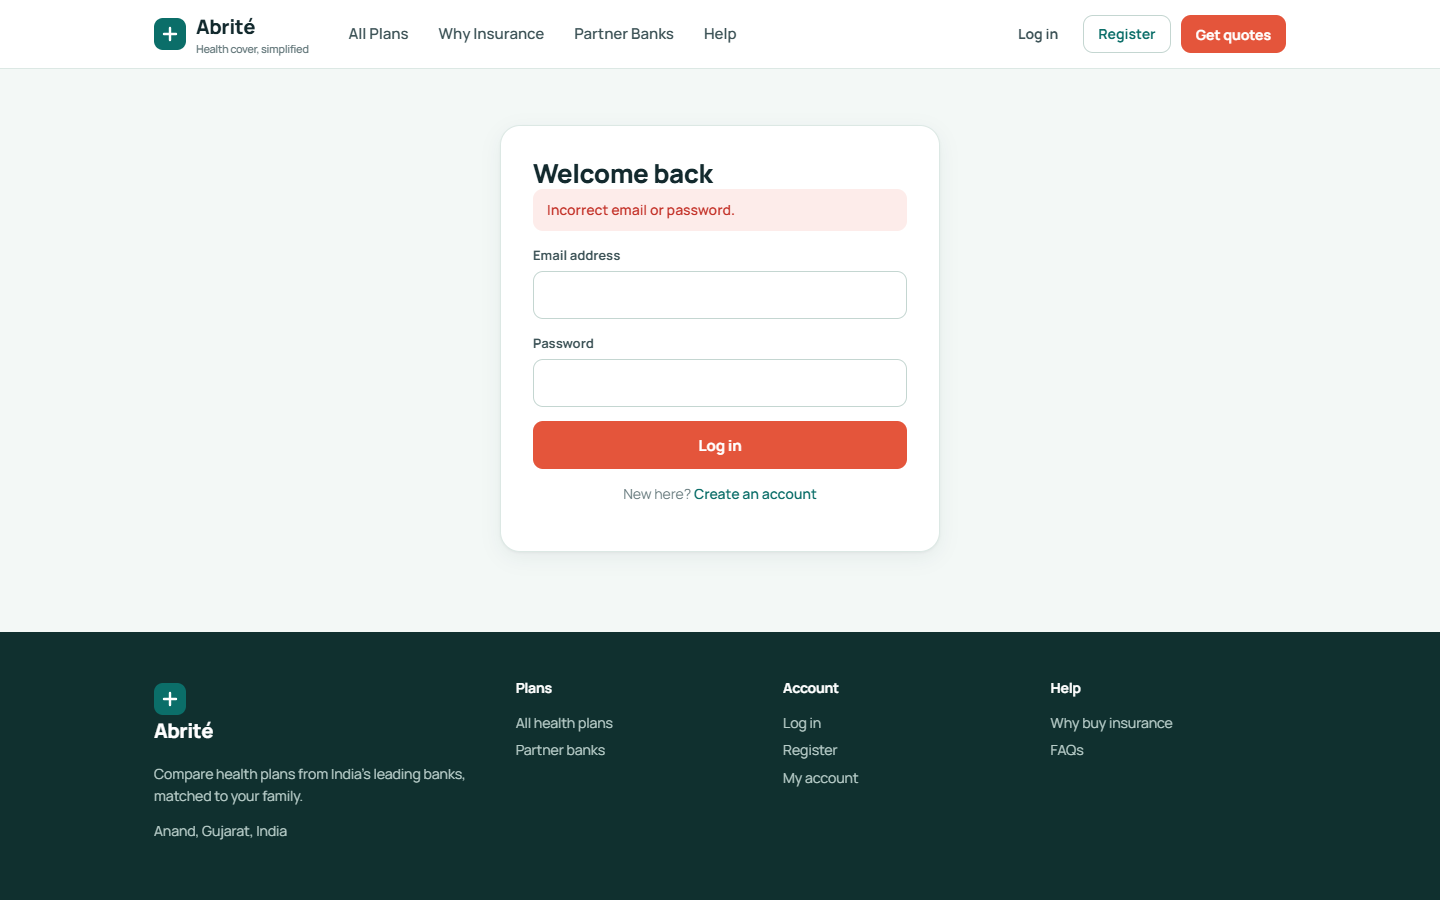 Abrité
Health cover, simplified
All Plans
Why Insurance
Partner Banks
Help
Log in
Register
Get quotes
Welcome back
Incorrect email or password.
Email address
Password
Log in
New here? Create an account
Abrité
Compare health plans from India's leading banks,
matched to your family.
Anand, Gujarat, India
Plans
All health plans
Partner banks
Account
Log in
Register
My account
Help
Why buy insurance
FAQs